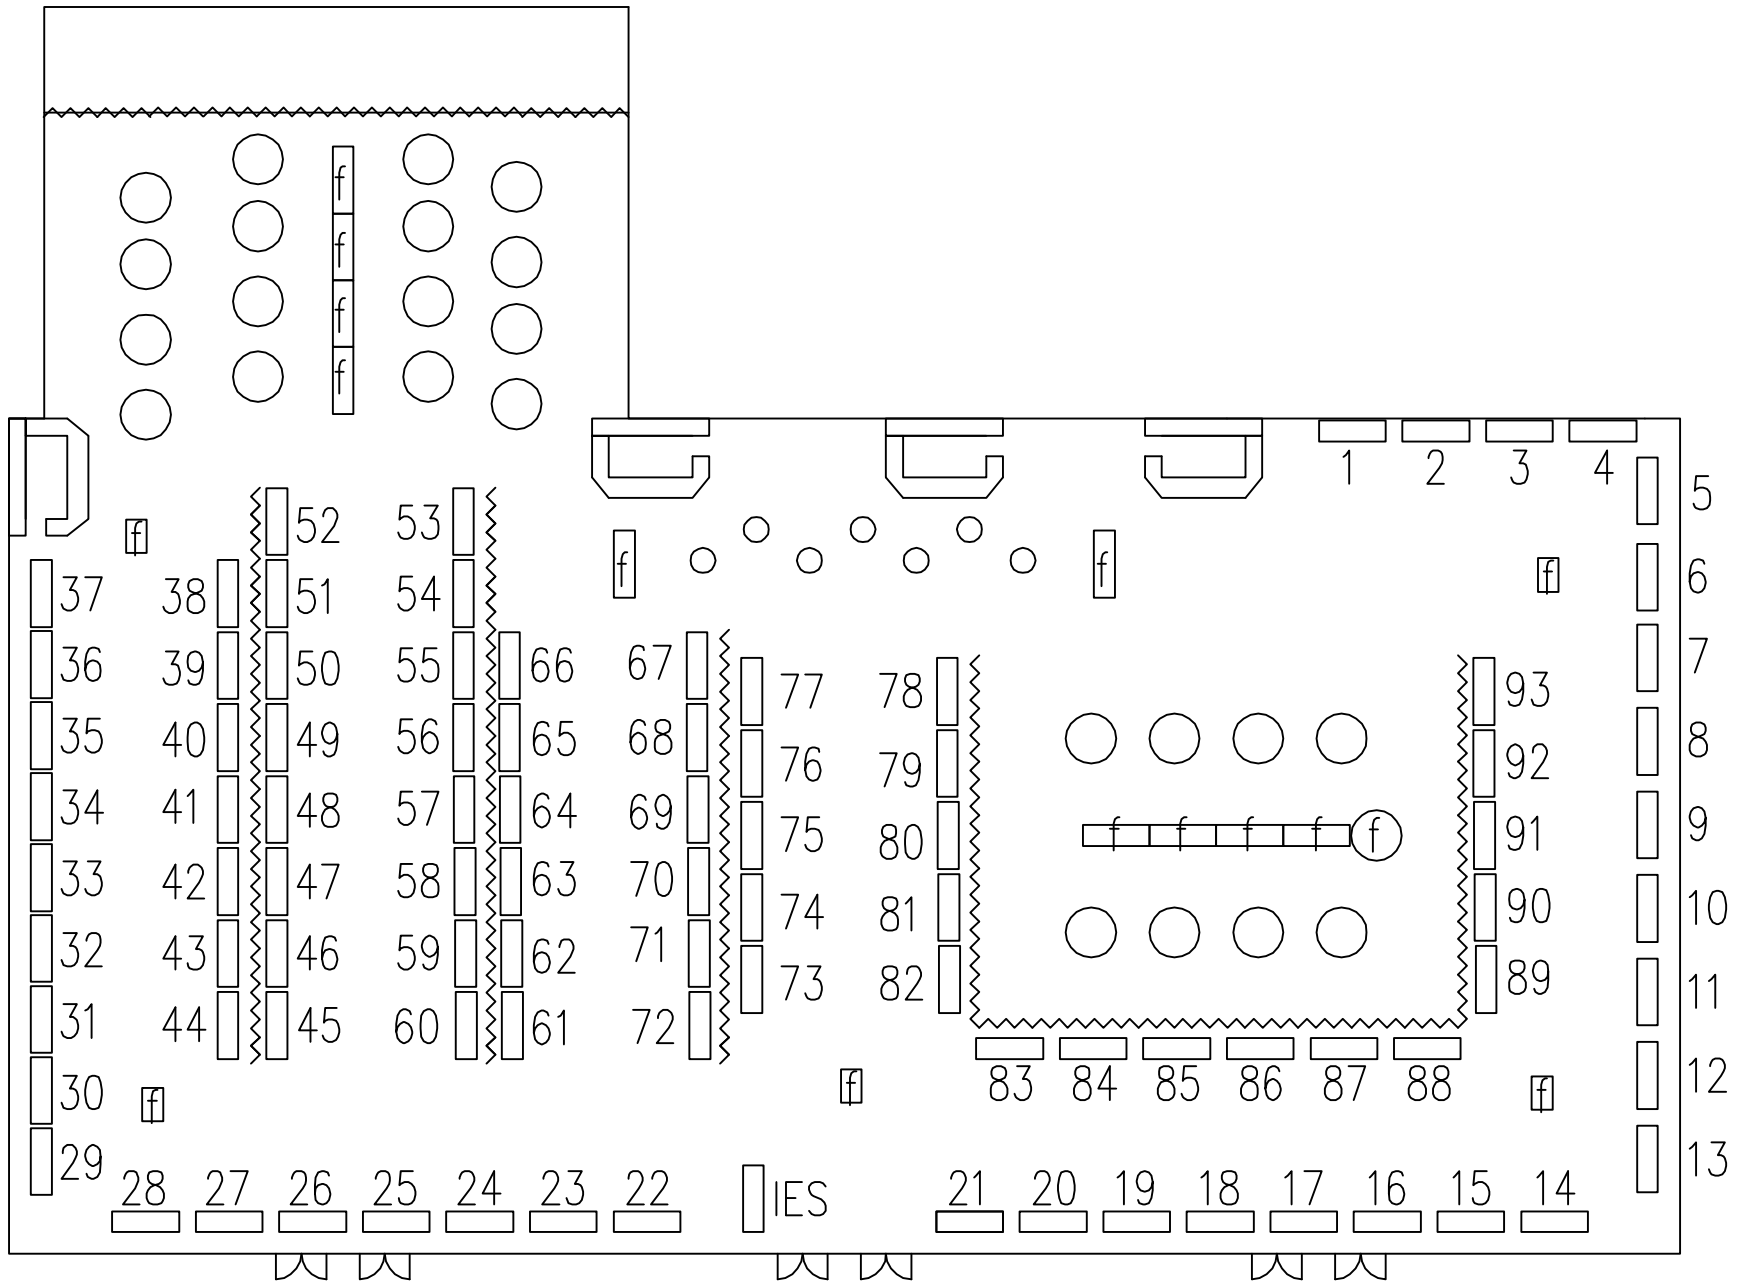 f
f
f
f
1 2 3 4
5
52 53
f f f
f 6
37 38 51 54
36 39 50 55 66 67 7
77 78 93
35 40 49 56 65 68 8
76 79 92
34 41 48 57 64 69 9
75 80 f f f f f 91
33 42 47 58 63 70
74 81 90 10
32 43 46 59 62 71
73 82 89 11
31 44 45 60 61 72
30 f f 83 84 85 86 87 88 f 12
29 13
28 27 26 25 24 23 22 IES 21 20 19 18 17 16 15 14